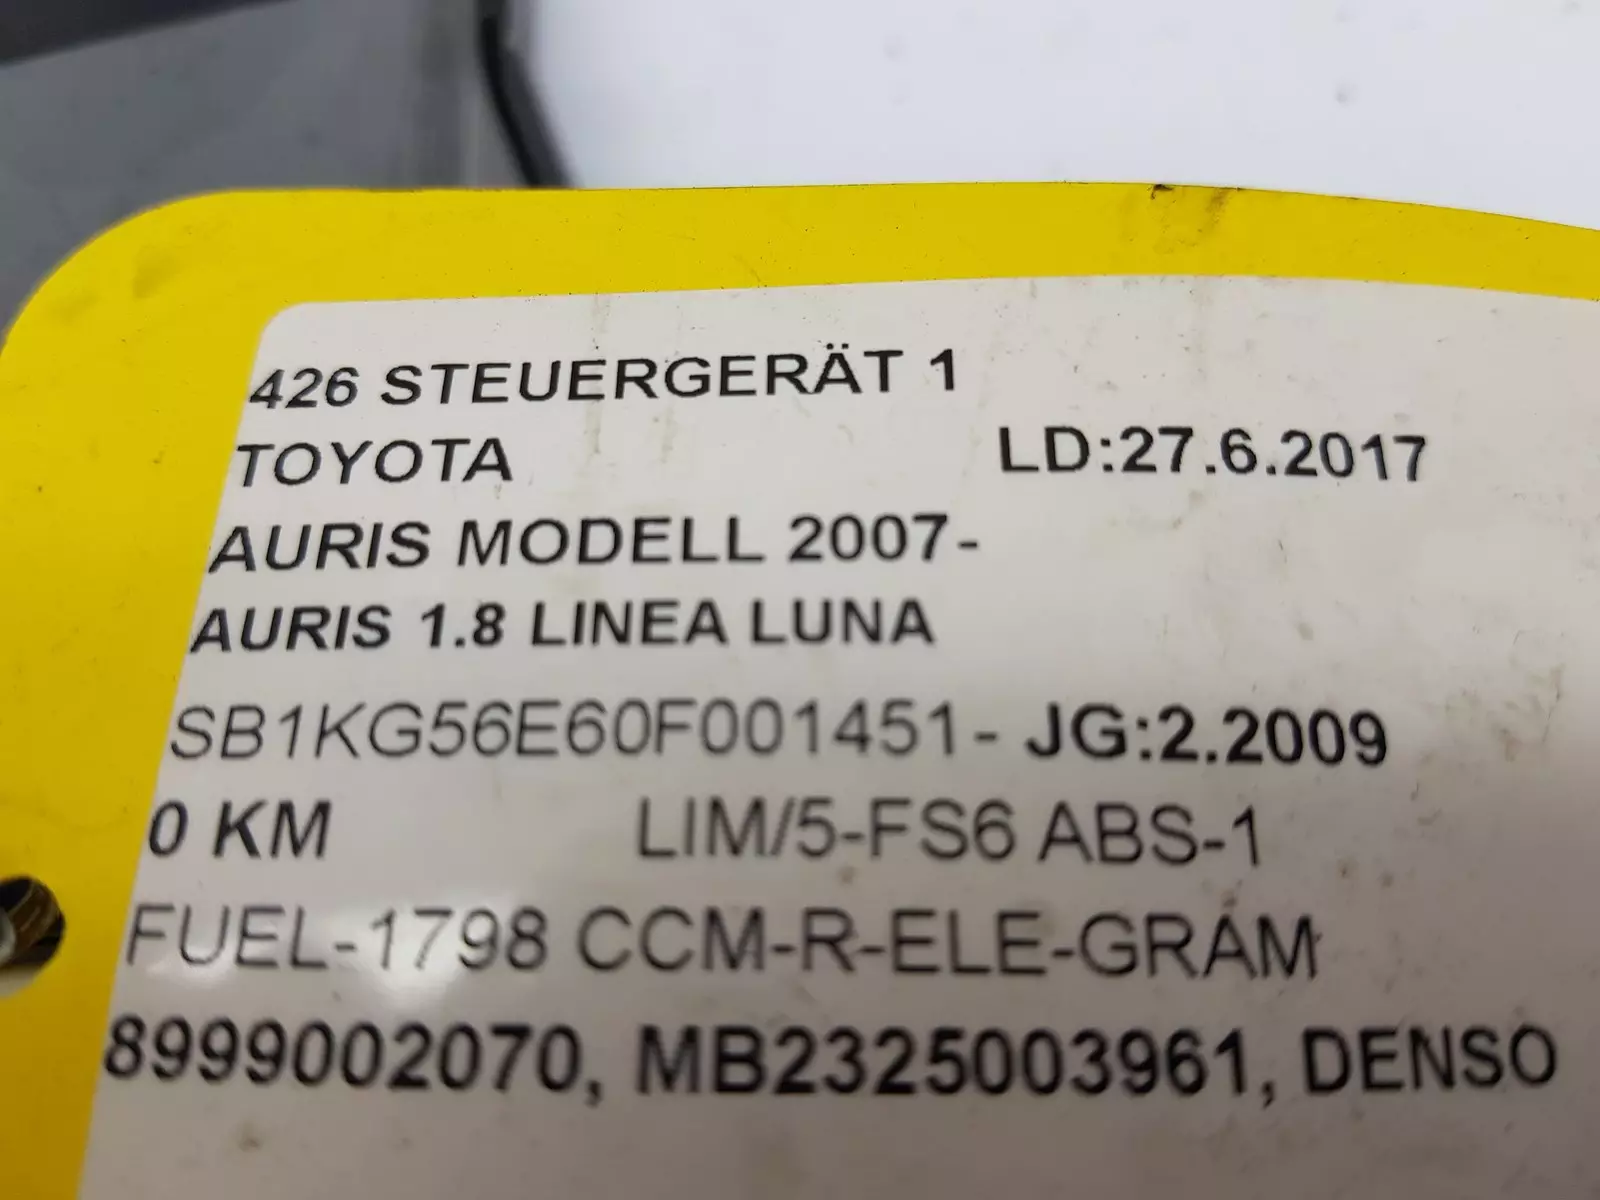 426 STEUERGERÄT 1
TOYOTA LD:27.6.2017
AURIS MODELL 2007-
AURIS 1.8 LINEA LUNA
SB1KG56E60F001451- JG:2.2009
0 KM LIM/5-FS6 ABS-1
FUEL-1798 CCM-R-ELE-GRAM
8999002070, MB2325003961, DENSO